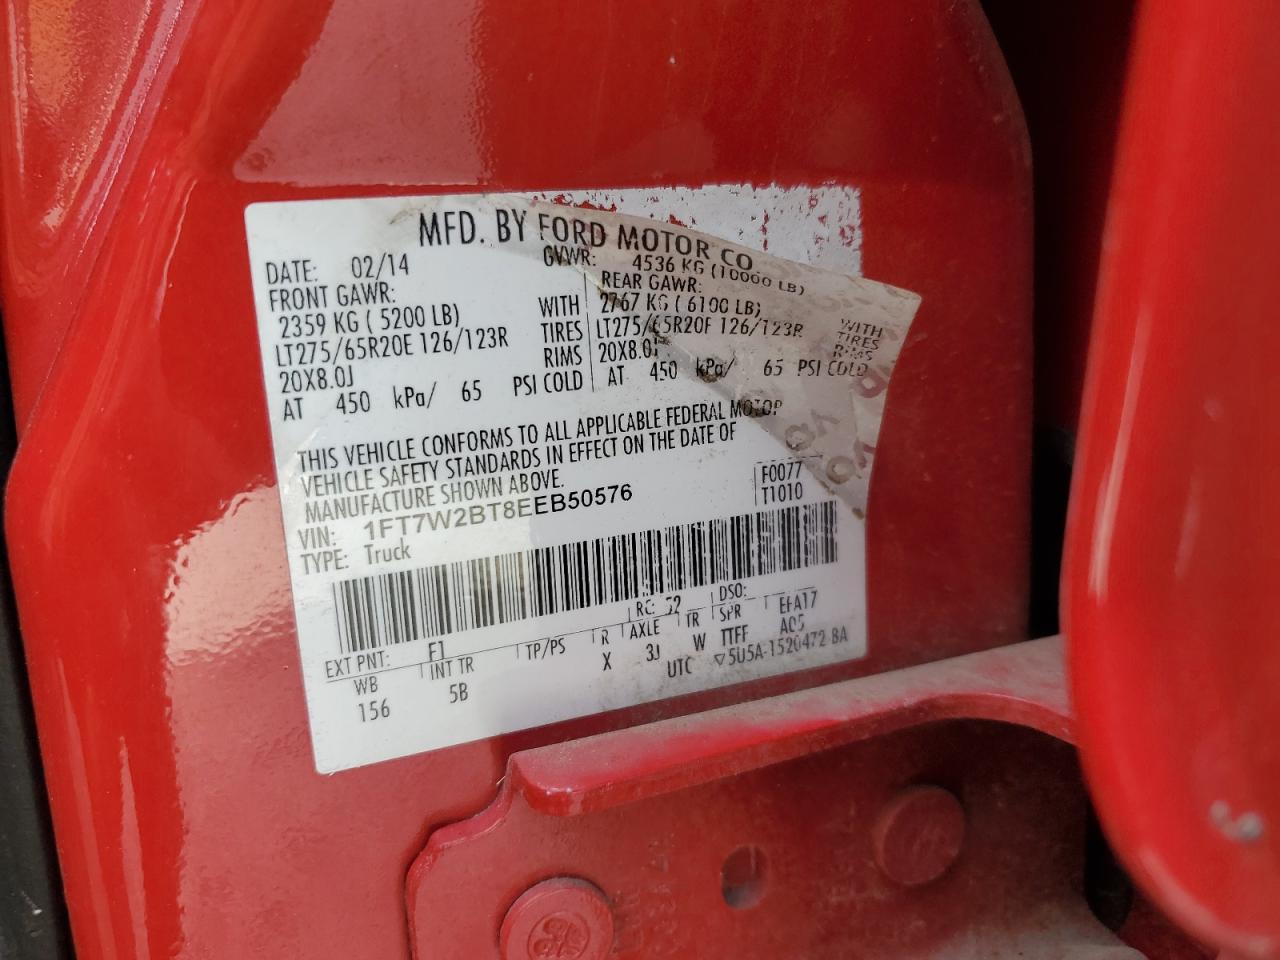 MFD. BY FORD MOTOR CO.
DATE: 02/14 GVWR: 4536 KG (10000 LB)
FRONT GAWR: REAR GAWR:
2359 KG ( 5200 LB) WITH 2767 KG ( 6100 LB) WITH
LT275/65R20E 126/123R TIRES LT275/65R20E 126/123R TIRES
20X8.0J RIMS 20X8.0J RIMS
AT 450 kPa/ 65 PSI COLD AT 450 kPa/ 65 PSI COLD
THIS VEHICLE CONFORMS TO ALL APPLICABLE FEDERAL MOTOR
VEHICLE SAFETY STANDARDS IN EFFECT ON THE DATE OF
MANUFACTURE SHOWN ABOVE.
VIN: 1FT7W2BT8EEB50576 F0077
TYPE: Truck T1010
EXT PNT: F1 RC: 52 DSO:
WB INT TR TP/PS R AXLE TR SPR EFA17
156 5B X 3J W TTFF A05
UTC ▽5U5A-1520472-BA